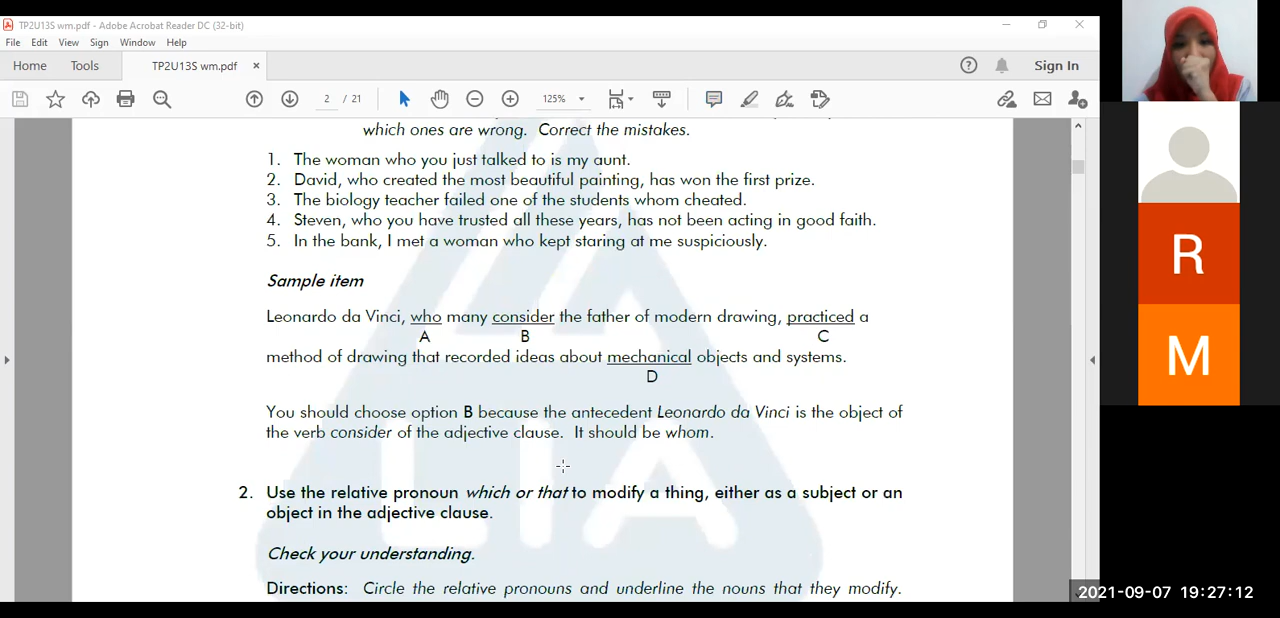 TP2U13S wm.pdf - Adobe Acrobat Reader DC (32-bit)
File Edit View Sign Window Help
Home Tools TP2U13S wm.pdf × Sign In
2 / 21 125%
which ones are wrong. Correct the mistakes.
1. The woman who you just talked to is my aunt.
2. David, who created the most beautiful painting, has won the first prize.
3. The biology teacher failed one of the students whom cheated.
4. Steven, who you have trusted all these years, has not been acting in good faith.
5. In the bank, I met a woman who kept staring at me suspiciously.
Sample item
Leonardo da Vinci, who many consider the father of modern drawing, practiced a
A B C
method of drawing that recorded ideas about mechanical objects and systems.
D
You should choose option B because the antecedent Leonardo da Vinci is the object of
the verb consider of the adjective clause. It should be whom.
2. Use the relative pronoun which or that to modify a thing, either as a subject or an
object in the adjective clause.
Check your understanding.
Directions: Circle the relative pronouns and underline the nouns that they modify.
LIA
R
M
2021-09-07 19:27:12